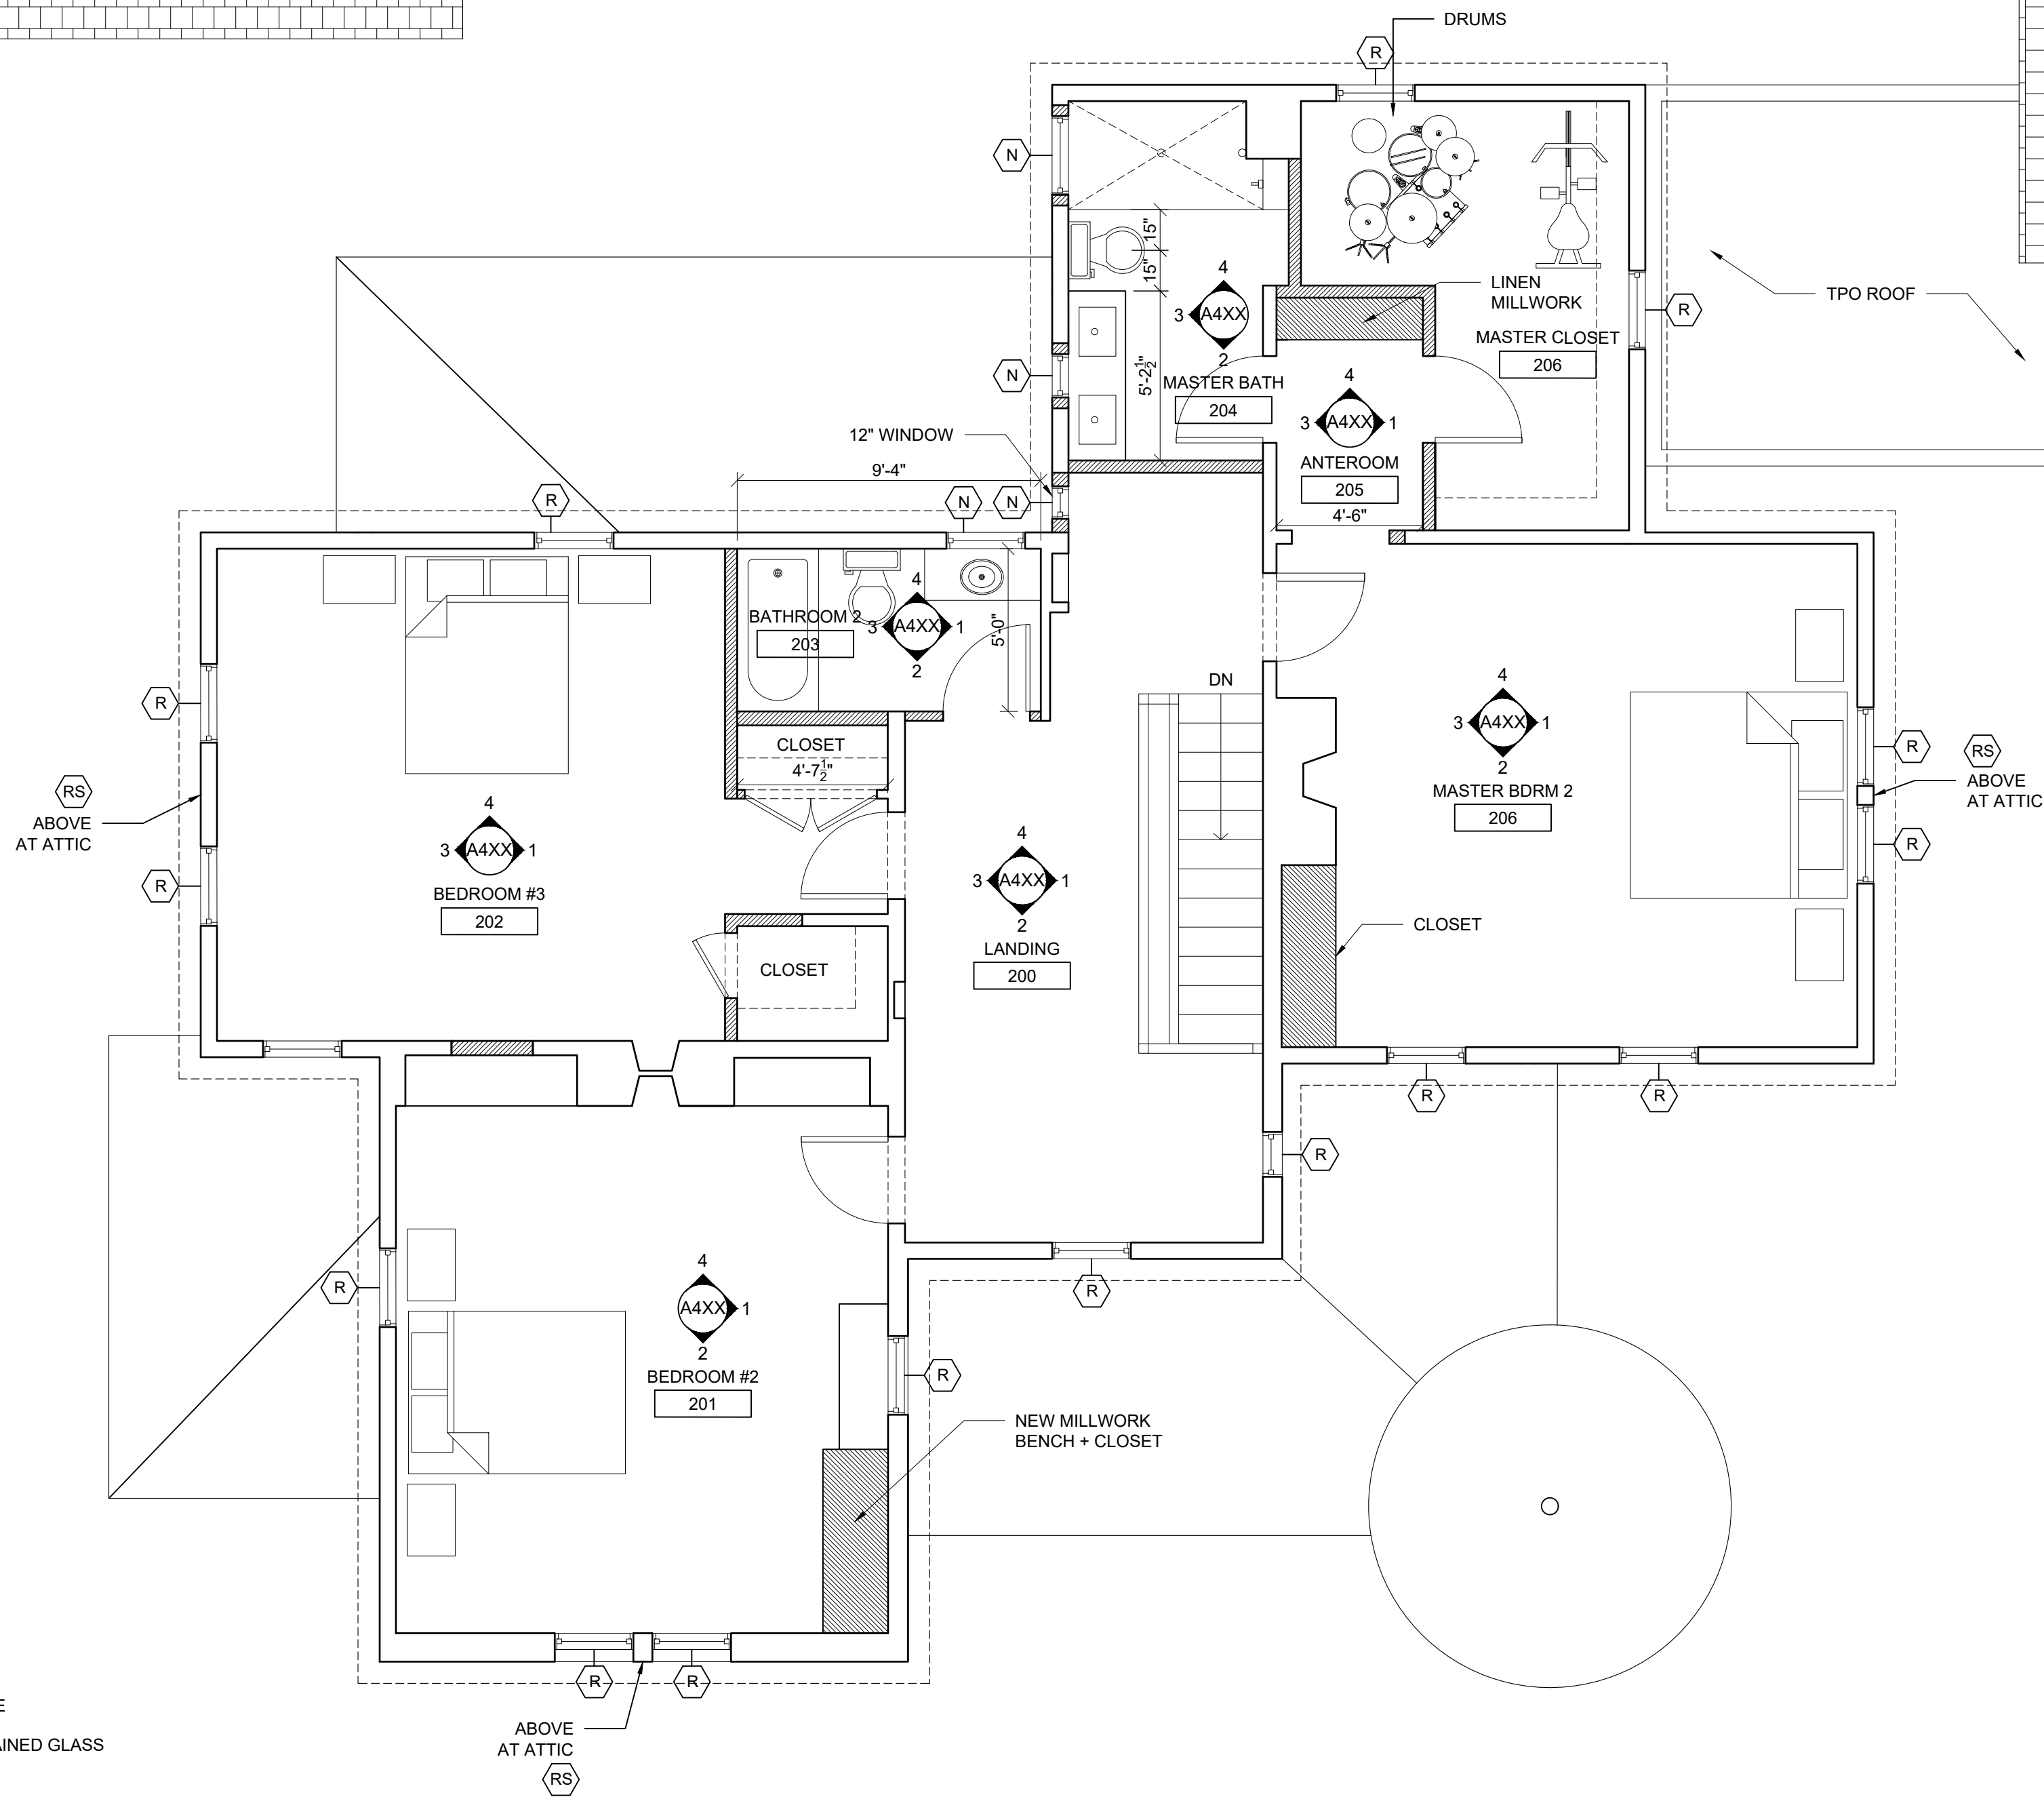 DRUMS
R
N
15"
15"
4
3 A4XX
2
LINEN
MILLWORK
R
TPO ROOF
MASTER CLOSET
206
N
5'-2 1/2"
MASTER BATH
204
4
3 A4XX 1
ANTEROOM
205
4'-6"
12" WINDOW
9'-4"
R
N
N
BATHROOM 2
203
4
3 A4XX 1
2
5'-0"
R
DN
CLOSET
4'-7 1/2"
4
3 A4XX 1
2
MASTER BDRM 2
206
R
RS
ABOVE
AT ATTIC
R
RS
ABOVE
AT ATTIC
R
4
3 A4XX 1
BEDROOM #3
202
4
3 A4XX 1
2
LANDING
200
CLOSET
CLOSET
R
R
R
R
R
4
A4XX 1
2
BEDROOM #2
201
R
NEW MILLWORK
BENCH + CLOSET
R
R
ABOVE
AT ATTIC
RS
E
AINED GLASS